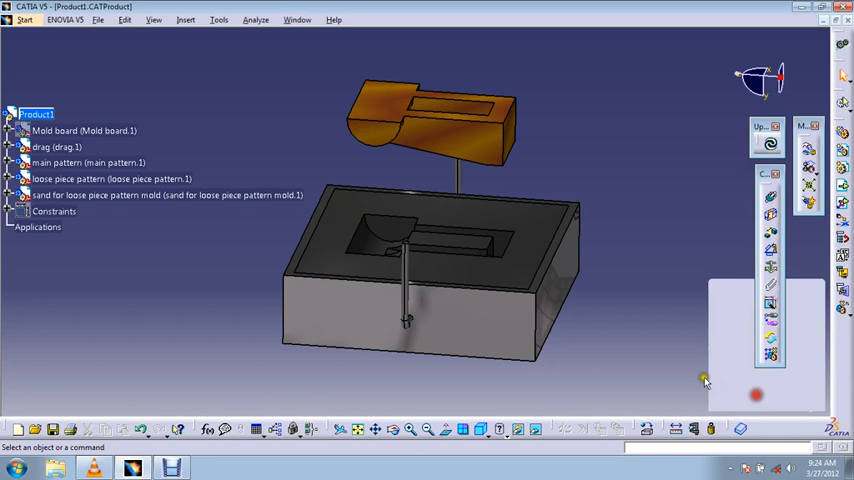 CATIA V5 - [Product1.CATProduct]
Start ENOVIA V5 File Edit View Insert Tools Analyze Window Help
Product1
Mold board (Mold board.1)
drag (drag.1)
main pattern (main pattern.1)
loose piece pattern (loose piece pattern.1)
sand for loose piece pattern mold (sand for loose piece pattern mold.1)
Constraints
Applications
Up...
M...
C...
f(x)
CATIA
Select an object or a command
9:24 AM
3/27/2012